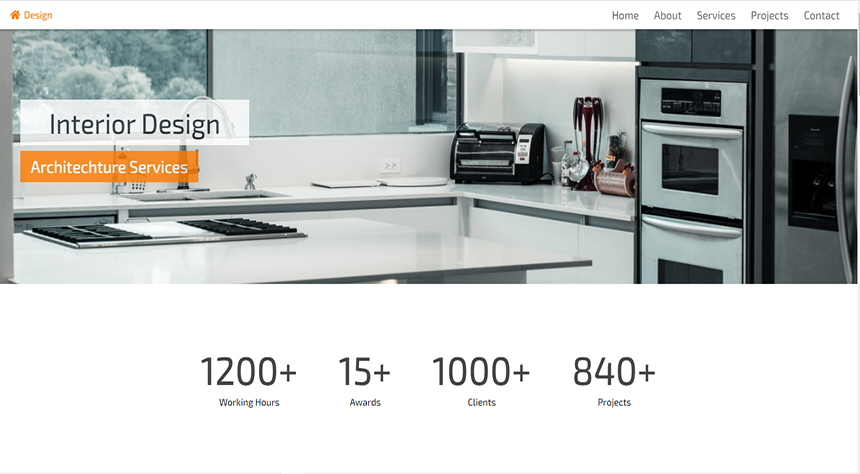 Design
Home About Services Projects Contact
Interior Design
Architechture Services
1200+ 15+ 1000+ 840+
Working Hours Awards Clients Projects